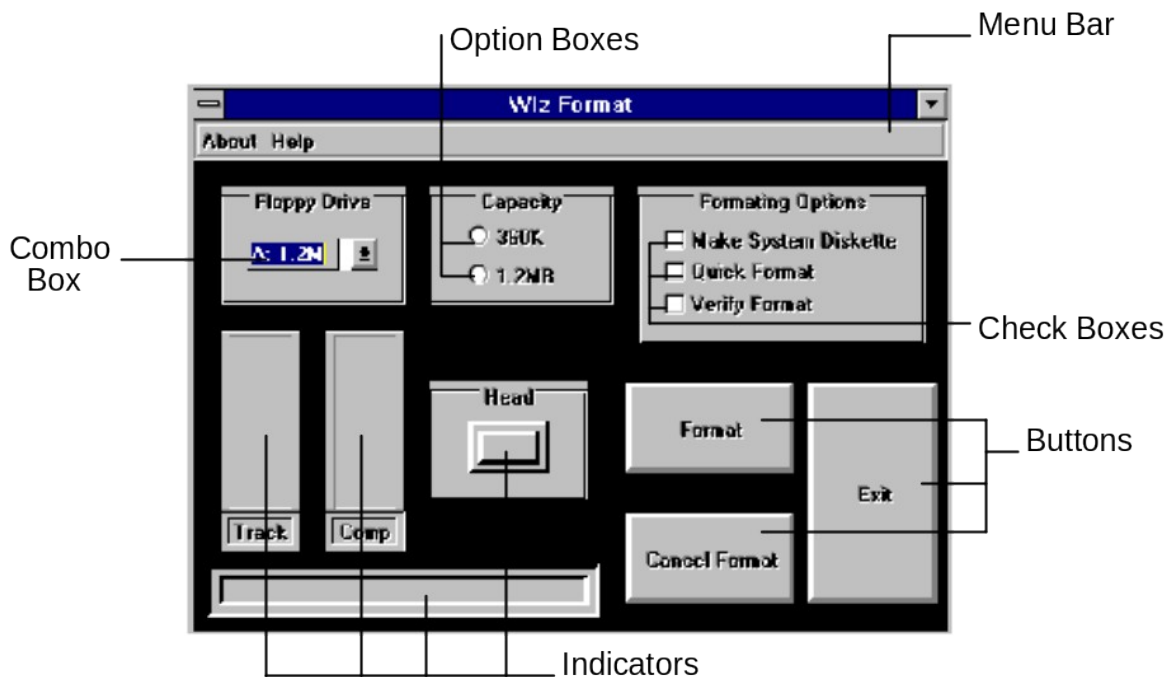 Option Boxes
Menu Bar
Wiz Format
About Help
Floppy Drive
Capacity
Formating Options
Combo
Box
A: 1.2M
360K
1.2MB
Make System Diskette
Quick Format
Verify Format
Check Boxes
Head
Format
Buttons
Exit
Track
Comp
Cancel Format
Indicators